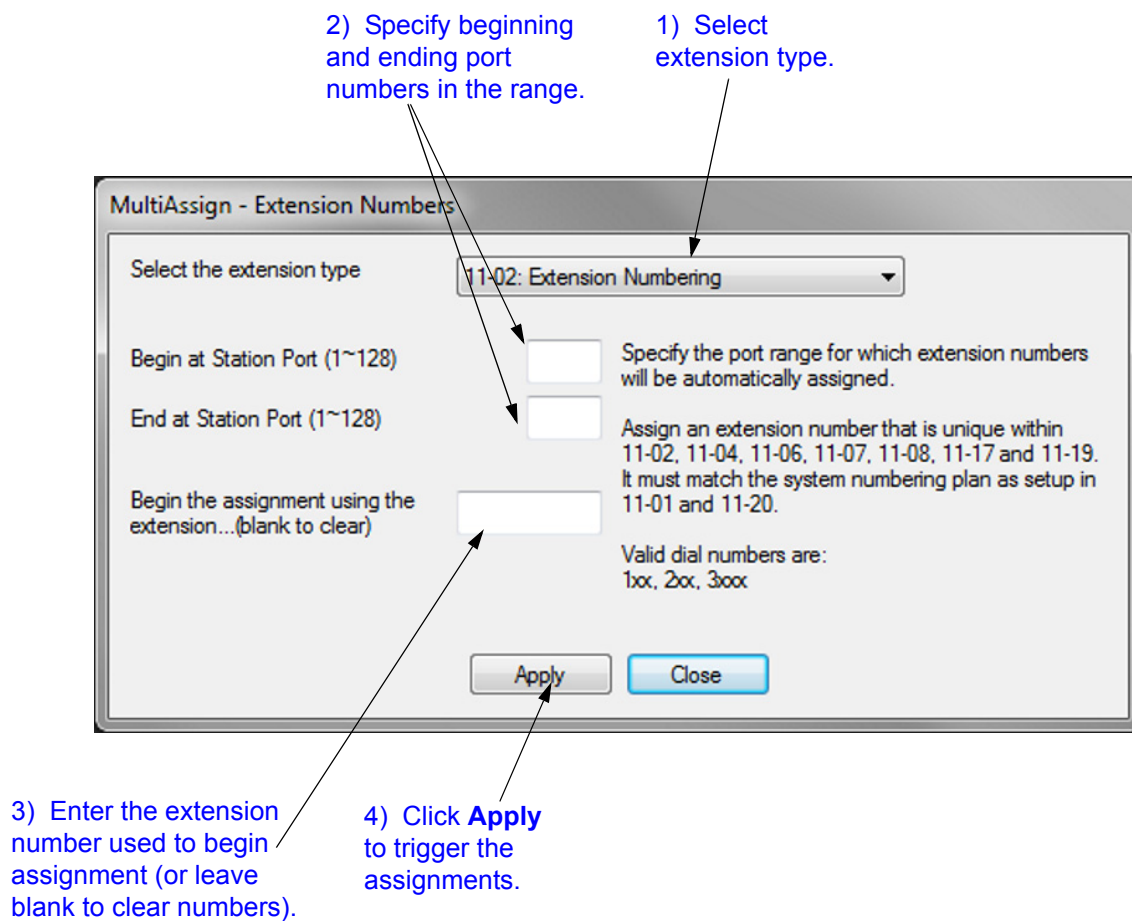 2) Specify beginning
and ending port
numbers in the range.
1) Select
extension type.
MultiAssign - Extension Numbers
Select the extension type
11-02: Extension Numbering
Begin at Station Port (1~128)
End at Station Port (1~128)
Begin the assignment using the
extension...(blank to clear)
Specify the port range for which extension numbers
will be automatically assigned.
Assign an extension number that is unique within
11-02, 11-04, 11-06, 11-07, 11-08, 11-17 and 11-19.
It must match the system numbering plan as setup in
11-01 and 11-20.
Valid dial numbers are:
1xx, 2xx, 3xxx
Apply
Close
3) Enter the extension
number used to begin
assignment (or leave
blank to clear numbers).
4) Click Apply
to trigger the
assignments.